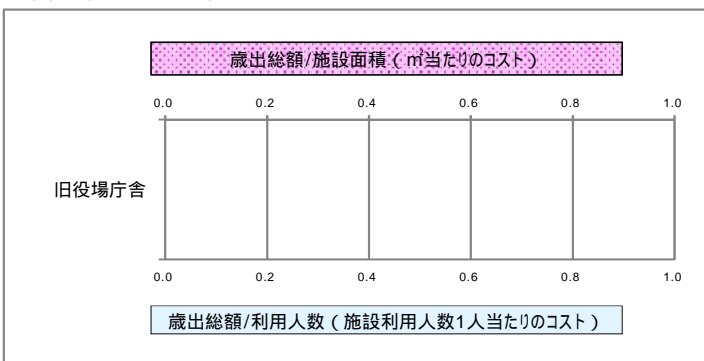 歳出総額/施設面積(㎡当たりのコスト)
0.0 0.2 0.4 0.6 0.8 1.0
旧役場庁舎
0.0 0.2 0.4 0.6 0.8 1.0
歳出総額/利用人数(施設利用人数1人当たりのコスト)